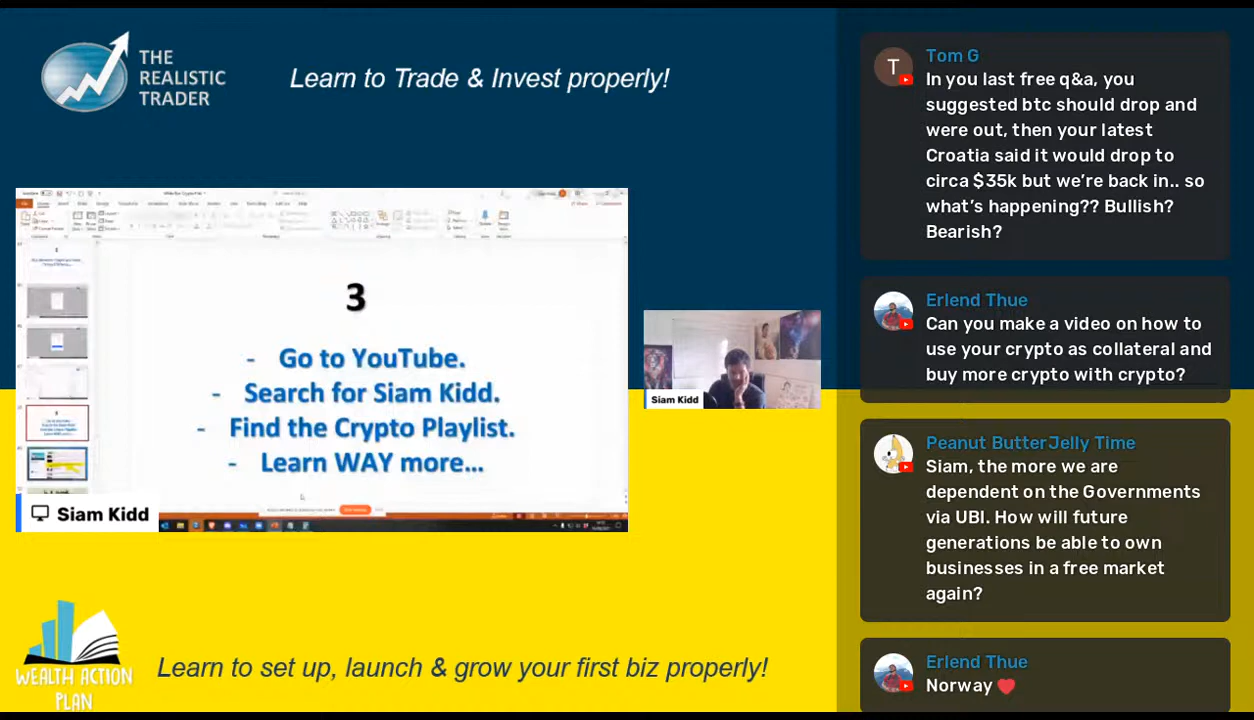 THE
REALISTIC
TRADER
Learn to Trade & Invest properly!
3
- Go to YouTube.
- Search for Siam Kidd.
- Find the Crypto Playlist.
- Learn WAY more...
Siam Kidd
Siam Kidd
WEALTH ACTION
PLAN
Learn to set up, launch & grow your first biz properly!
T
Tom G
In you last free q&a, you
suggested btc should drop and
were out, then your latest
Croatia said it would drop to
circa $35k but we’re back in.. so
what’s happening?? Bullish?
Bearish?
Erlend Thue
Can you make a video on how to
use your crypto as collateral and
buy more crypto with crypto?
Peanut ButterJelly Time
Siam, the more we are
dependent on the Governments
via UBI. How will future
generations be able to own
businesses in a free market
again?
Erlend Thue
Norway ❤️